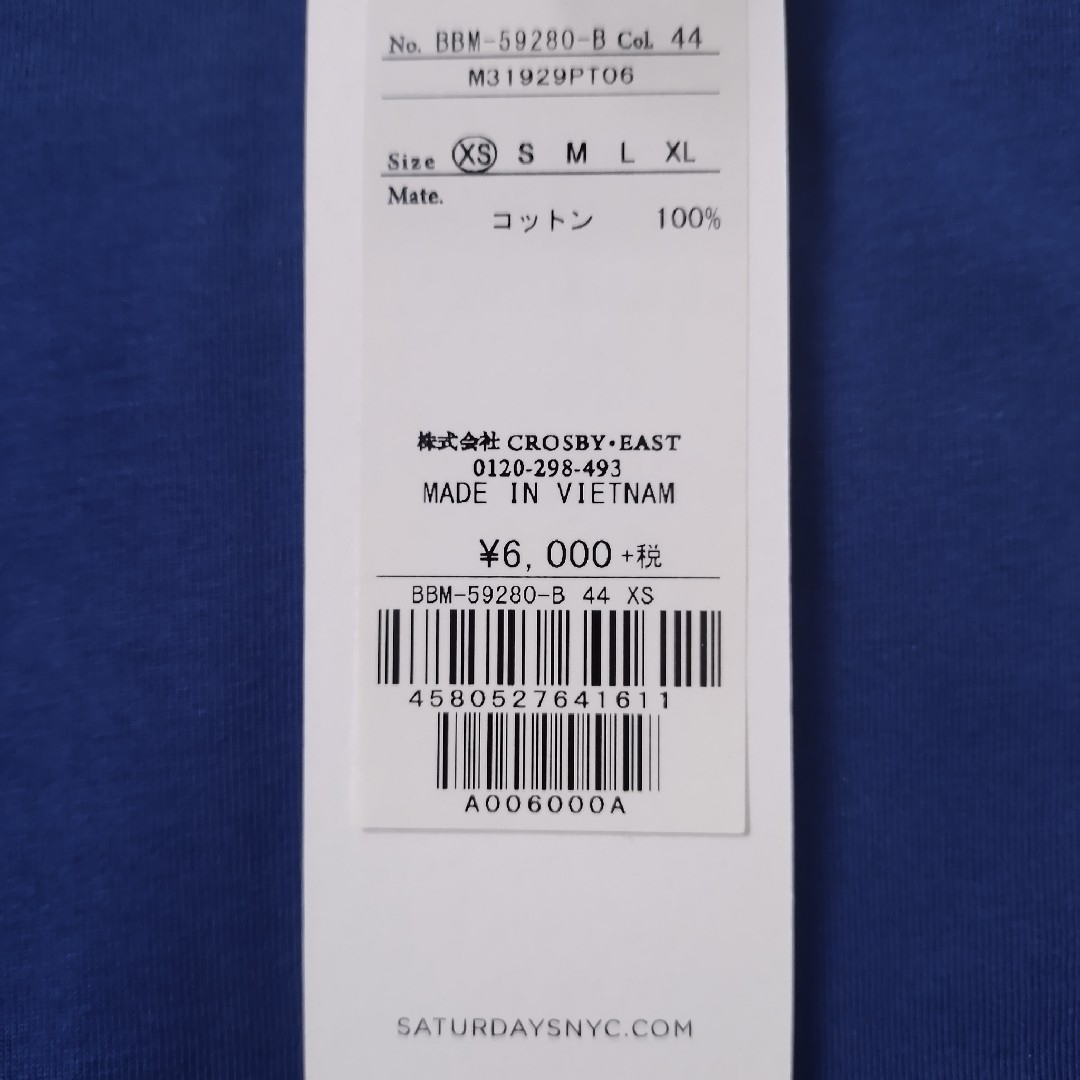 No. BBM-59280-B Col. 44
M31929PT06
Size XS S M L XL
Mate.
コットン 100%
株式会社 CROSBY・EAST
0120-298-493
MADE IN VIETNAM
¥6,000+税
BBM-59280-B 44 XS
4580527641611
A006000A
SATURDAYSNYC.COM